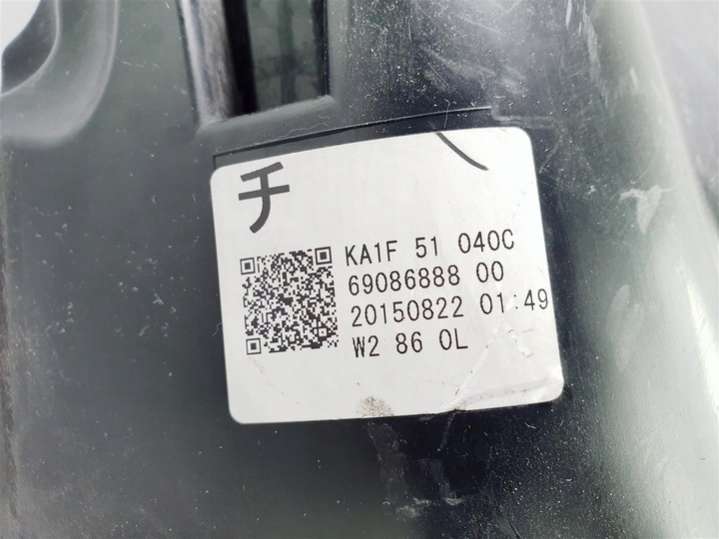 チ
KA1F 51 040C
69086888 00
20150822 01:49
W2 86 0L